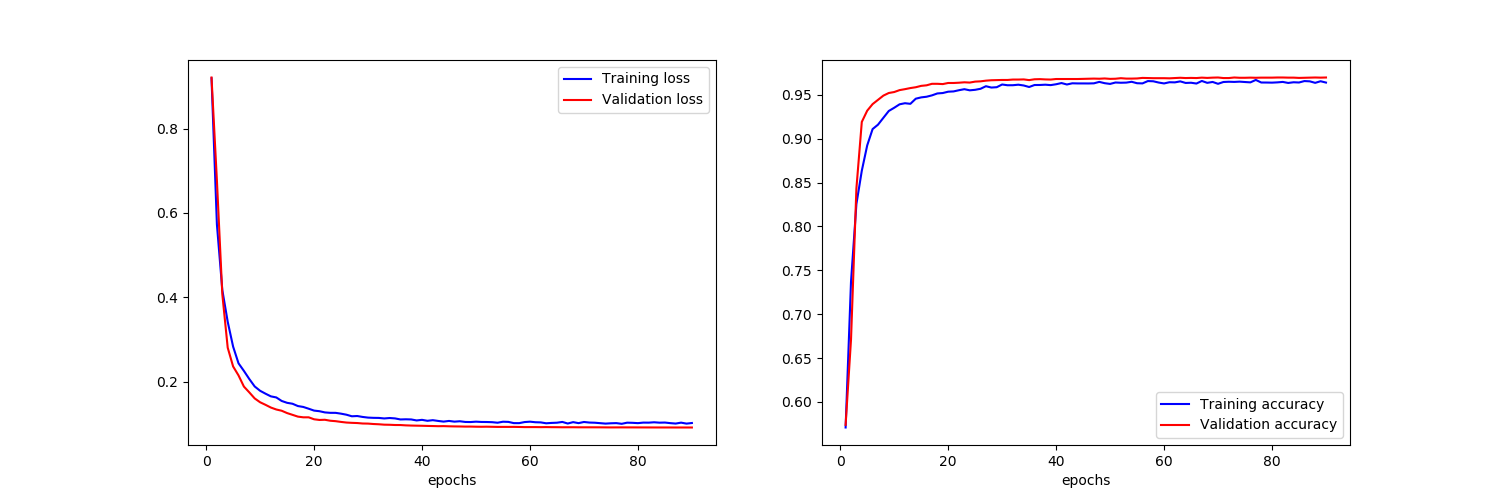 Training loss
Validation loss
0.8
0.6
0.4
0.2
0 20 40 60 80
epochs
0.95
0.90
0.85
0.80
0.75
0.70
0.65
0.60
Training accuracy
Validation accuracy
0 20 40 60 80
epochs